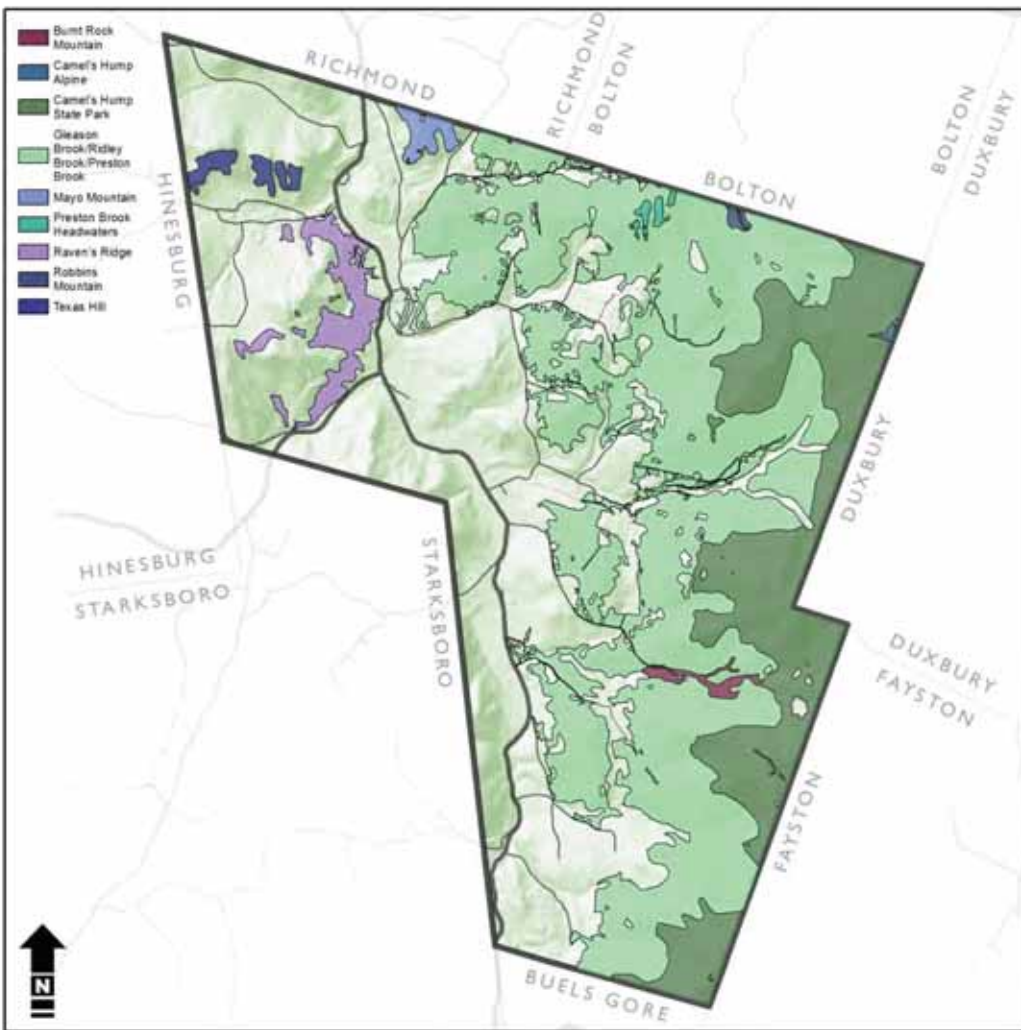 Burnt Rock
Mountain
Camel's Hump
Alpine
Camel's Hump
State Park
Gleason
Brook/Ridley
Brook/Preston
Brook
Mayo Mountain
Preston Brook
Headwaters
Raven's Ridge
Robbins
Mountain
Texas Hill
RICHMOND
RICHMOND
BOLTON
BOLTON
DUXBURY
BOLTON
HINESBURG
DUXBURY
HINESBURG
STARKSBORO
STARKSBORO
DUXBURY
FAYSTON
FAYSTON
BUELS GORE
N